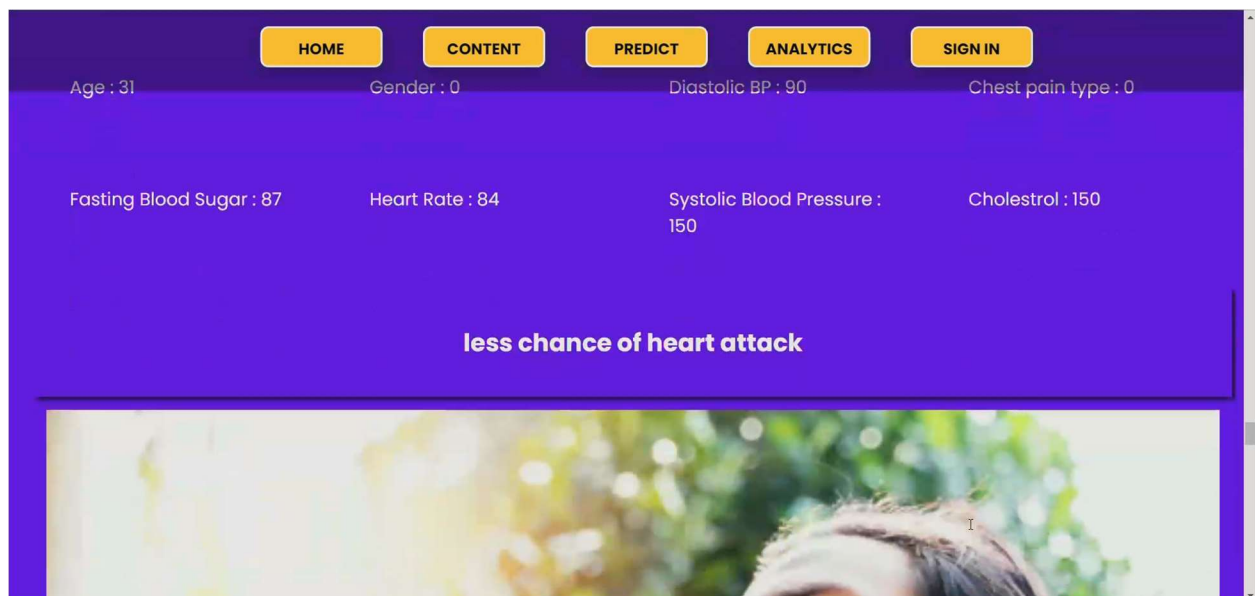 HOME
CONTENT
PREDICT
ANALYTICS
SIGN IN
Age : 31
Gender : 0
Diastolic BP : 90
Chest pain type : 0
Fasting Blood Sugar : 87
Heart Rate : 84
Systolic Blood Pressure :
150
Cholestrol : 150
less chance of heart attack